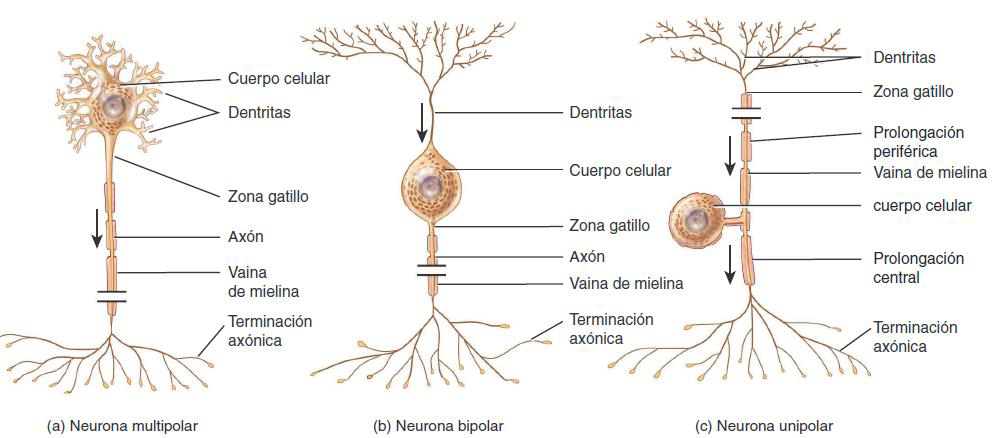 Cuerpo celular
Dentritas
Zona gatillo
Axón
Vaina
de mielina
Terminación
axónica
(a) Neurona multipolar
Dentritas
Cuerpo celular
Zona gatillo
Axón
Vaina de mielina
Terminación
axónica
(b) Neurona bipolar
Dentritas
Zona gatillo
Prolongación
periférica
Vaina de mielina
cuerpo celular
Prolongación
central
Terminación
axónica
(c) Neurona unipolar